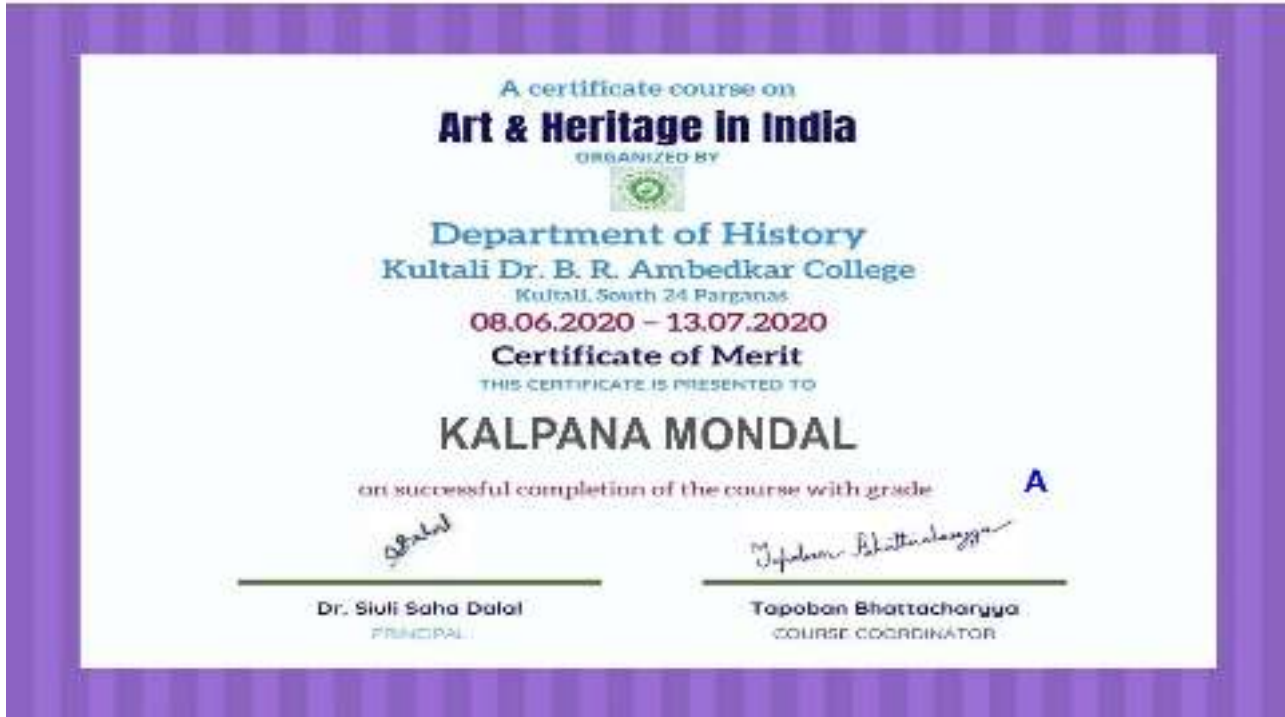 A certificate course on
Art & Heritage in India
ORGANIZED BY
Department of History
Kultali Dr. B. R. Ambedkar College
Kultali, South 24 Parganas
08.06.2020 – 13.07.2020
Certificate of Merit
THIS CERTIFICATE IS PRESENTED TO
KALPANA MONDAL
on successful completion of the course with grade A
Tapoban Bhattacharyya
Dr. Siuli Saha Dalal Tapoban Bhattacharyya
PRINCIPAL COURSE COORDINATOR